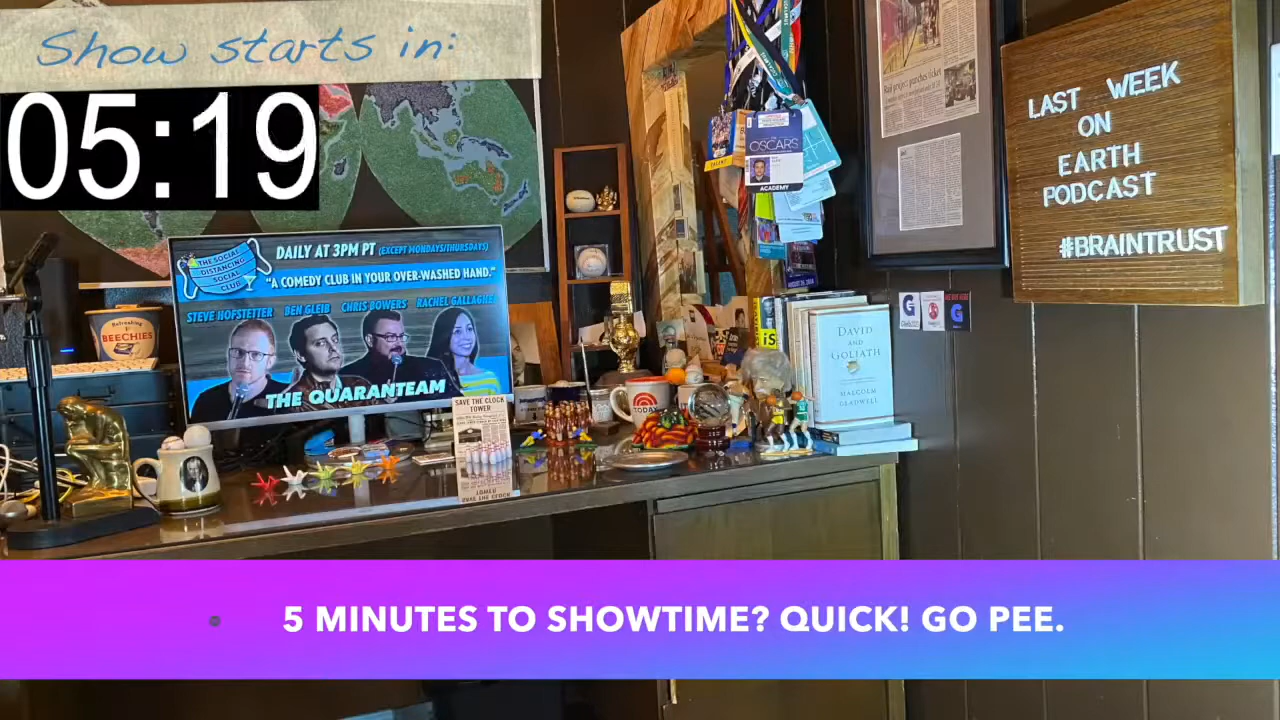 Show starts in:
05:19
THE SOCIAL
DISTANCING
SOCIAL
CLUB
DAILY AT 3PM PT (EXCEPT MONDAYS/THURSDAYS)
"A COMEDY CLUB IN YOUR OVER-WASHED HAND."
STEVE HOFSTETTER BEN GLEIB CHRIS BOWERS RACHEL GALLAGHE
THE QUARANTEAM
Refreshing
BEECHIES
SAVE THE CLOCK
TOWER
TODAY
iS
TALENT
OSCARS
ACADEMY
DAVID
AND
GOLIATH
MALCOLM
GLADWELL
G
G
LAST WEEK
ON
EARTH
PODCAST
#BRAINTRUST
5 MINUTES TO SHOWTIME? QUICK! GO PEE.